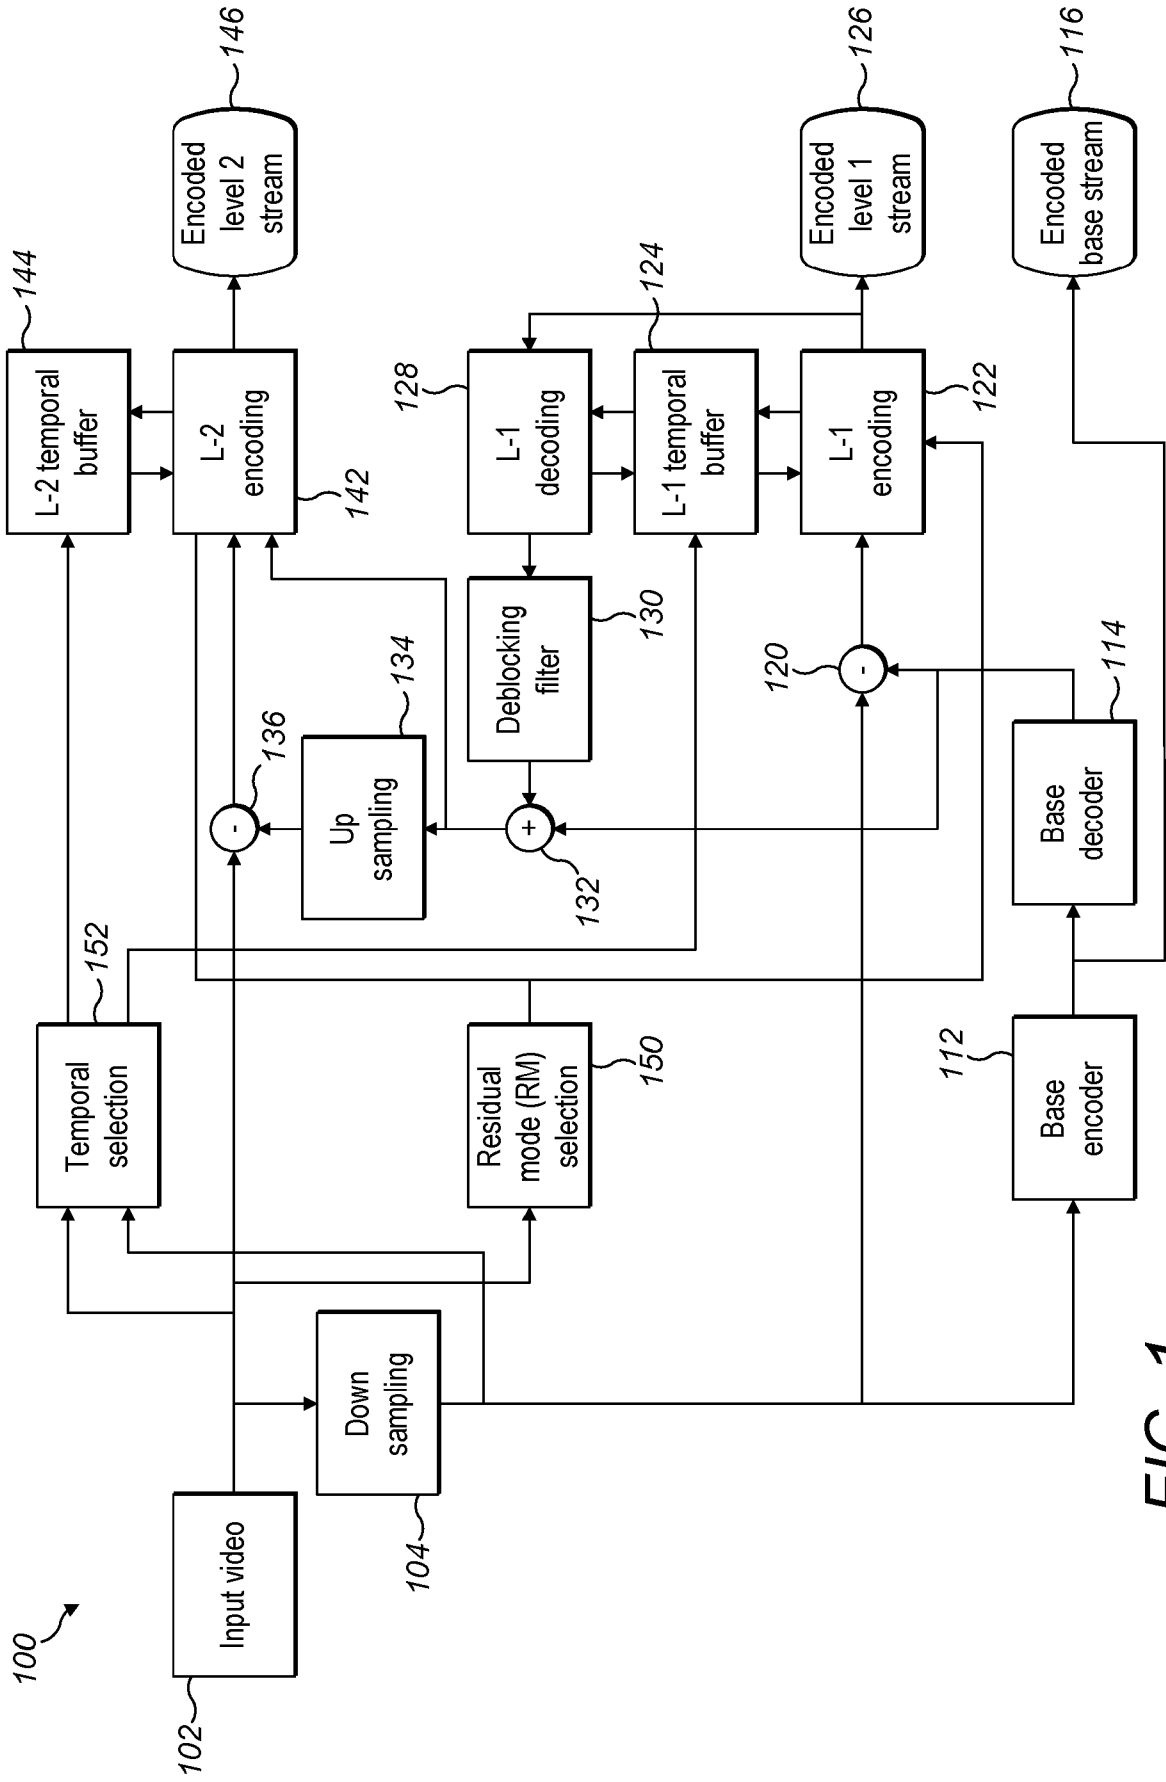 100
102
Input video
104
Down
sampling
Temporal
selection
152
Residual
mode (RM)
selection
150
Base
encoder
112
Base
decoder
114
-
136
Up
sampling
134
+
132
Deblocking
filter
130
-
120
L-2 temporal
buffer
144
L-2
encoding
142
L-1
decoding
128
L-1 temporal
buffer
124
L-1
encoding
122
Encoded
level 2
stream
146
Encoded
level 1
stream
126
Encoded
base stream
116
FIG. 1